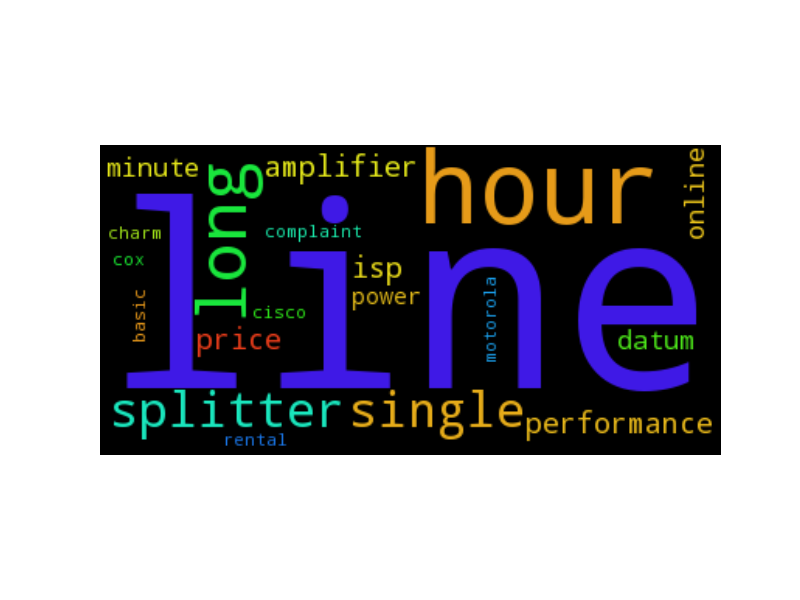 minute
long
amplifier
hour
online
line
charm
complaint
cox
isp
basic
power
motorola
cisco
price
datum
splitter
single
performance
rental